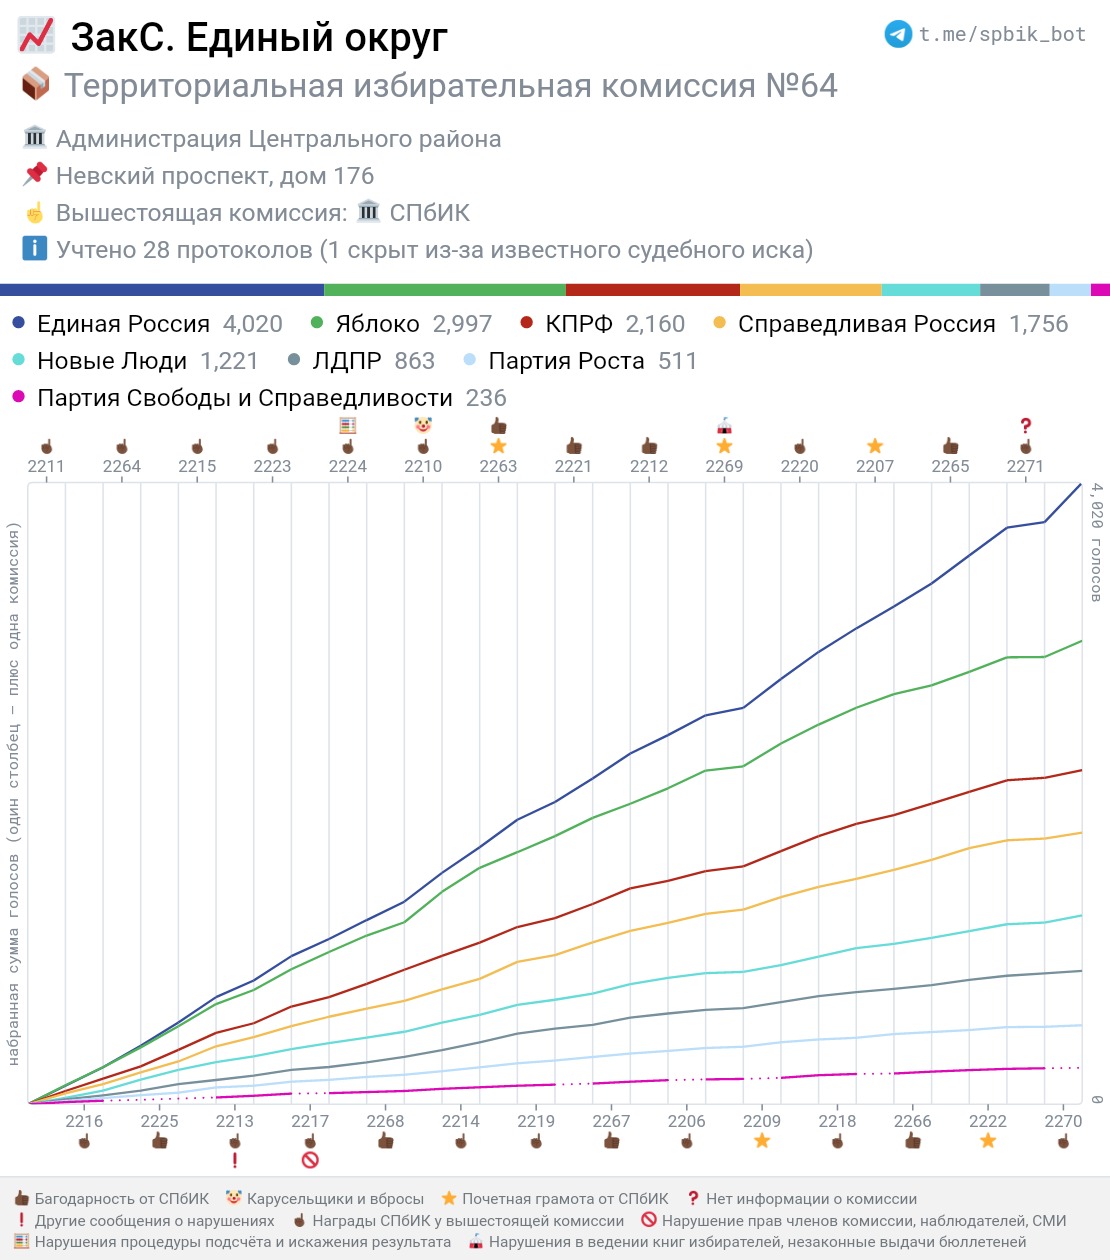 ЗакС. Единый округ
t.me/spbik_bot
Территориальная избирательная комиссия №64
Администрация Центрального района
Невский проспект, дом 176
Вышестоящая комиссия: СПбИК
Учтено 28 протоколов (1 скрыт из-за известного судебного иска)
Единая Россия 4,020 Яблоко 2,997 КПРФ 2,160 Справедливая Россия 1,756
Новые Люди 1,221 ЛДПР 863 Партия Роста 511
Партия Свободы и Справедливости 236
2211 2264 2215 2223 2224 2210 2263 2221 2212 2269 2220 2207 2265 2271
набранная сумма голосов (один столбец – плюс одна комиссия)
4,020 голосов
0
2216 2225 2213 2217 2268 2214 2219 2267 2206 2209 2218 2266 2222 2270
Багодарность от СПбИК Карусельщики и вбросы Почетная грамота от СПбИК Нет информации о комиссии
Другие сообщения о нарушениях Награды СПбИК у вышестоящей комиссии Нарушение прав членов комиссии, наблюдателей, СМИ
Нарушения процедуры подсчёта и искажения результата Нарушения в ведении книг избирателей, незаконные выдачи бюллетеней